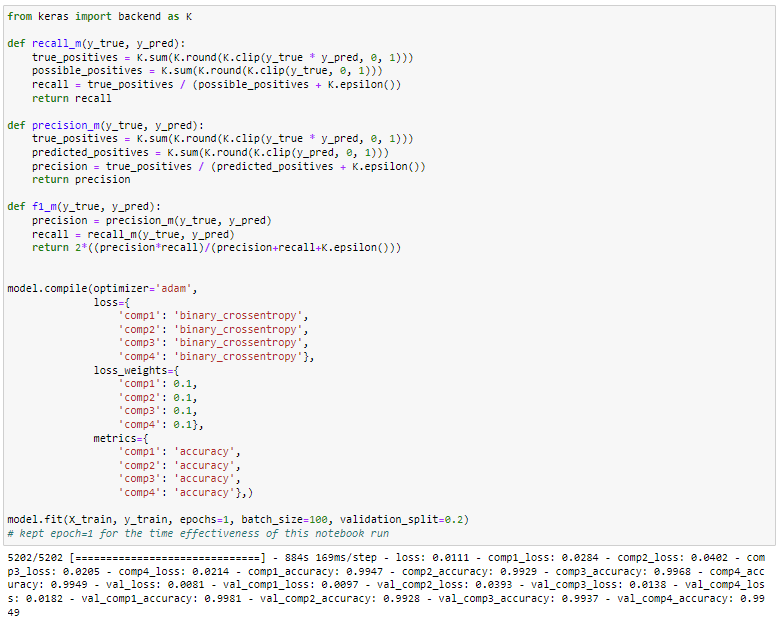 from keras import backend as K
def recall_m(y_true, y_pred):
true_positives = K.sum(K.round(K.clip(y_true * y_pred, 0, 1)))
possible_positives = K.sum(K.round(K.clip(y_true, 0, 1)))
recall = true_positives / (possible_positives + K.epsilon())
return recall
def precision_m(y_true, y_pred):
true_positives = K.sum(K.round(K.clip(y_true * y_pred, 0, 1)))
predicted_positives = K.sum(K.round(K.clip(y_pred, 0, 1)))
precision = true_positives / (predicted_positives + K.epsilon())
return precision
def f1_m(y_true, y_pred):
precision = precision_m(y_true, y_pred)
recall = recall_m(y_true, y_pred)
return 2*((precision*recall)/(precision+recall+K.epsilon()))
model.compile(optimizer='adam',
loss={
'comp1': 'binary_crossentropy',
'comp2': 'binary_crossentropy',
'comp3': 'binary_crossentropy',
'comp4': 'binary_crossentropy'},
loss_weights={
'comp1': 0.1,
'comp2': 0.1,
'comp3': 0.1,
'comp4': 0.1},
metrics={
'comp1': 'accuracy',
'comp2': 'accuracy',
'comp3': 'accuracy',
'comp4': 'accuracy'},)
model.fit(X_train, y_train, epochs=1, batch_size=100, validation_split=0.2)
# kept epoch=1 for the time effectiveness of this notebook run
5202/5202 [==============================] - 884s 169ms/step - loss: 0.0111 - comp1_loss: 0.0284 - comp2_loss: 0.0402 - com
p3_loss: 0.0205 - comp4_loss: 0.0214 - comp1_accuracy: 0.9947 - comp2_accuracy: 0.9929 - comp3_accuracy: 0.9968 - comp4_acc
uracy: 0.9949 - val_loss: 0.0081 - val_comp1_loss: 0.0097 - val_comp2_loss: 0.0393 - val_comp3_loss: 0.0138 - val_comp4_los
s: 0.0182 - val_comp1_accuracy: 0.9981 - val_comp2_accuracy: 0.9928 - val_comp3_accuracy: 0.9937 - val_comp4_accuracy: 0.99
49